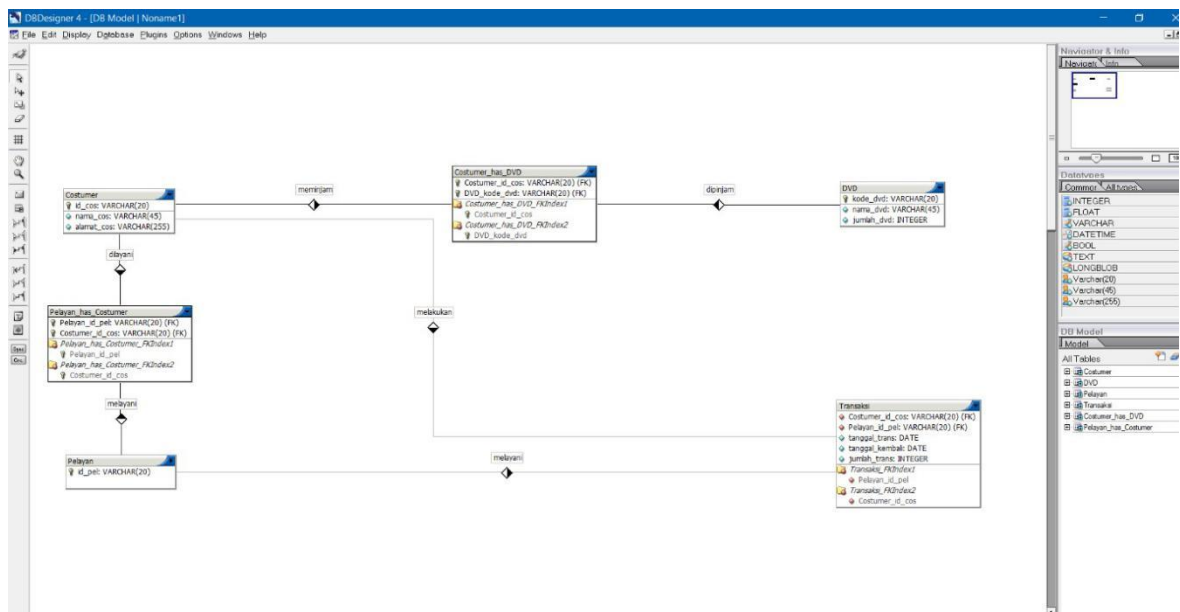 DBDesigner 4 - [DB Model | Noname1]
File Edit Display Database Plugins Options Windows Help
Navigator & Info
Info
meminjam
Costumer_has_DVD
Costumer_id_cos: VARCHAR(20) (FK)
DVD_kode_dvd: VARCHAR(20) (FK)
Costumer_has_DVD_FKIndex1
Costumer_id_cos
Costumer_has_DVD_FKIndex2
DVD_kode_dvd
dipinjam
Costumer
id_cos: VARCHAR(20)
nama_cos: VARCHAR(45)
alamat_cos: VARCHAR(255)
DVD
kode_dvd: VARCHAR(20)
nama_dvd: VARCHAR(45)
jumlah_dvd: INTEGER
dilayani
Pelayan_has_Costumer
Pelayan_id_pel: VARCHAR(20) (FK)
Costumer_id_cos: VARCHAR(20) (FK)
Pelayan_has_Costumer_FKIndex1
Pelayan_id_pel
Pelayan_has_Costumer_FKIndex2
Costumer_id_cos
melakukan
melayani
Pelayan
id_pel: VARCHAR(20)
melayani
Transaksi
Costumer_id_cos: VARCHAR(20) (FK)
Pelayan_id_pel: VARCHAR(20) (FK)
tanggal_trans: DATE
tanggal_kembali: DATE
jumlah_trans: INTEGER
Transaksi_FKIndex1
Pelayan_id_pel
Transaksi_FKIndex2
Costumer_id_cos
Datatypes
Common All types
INTEGER
FLOAT
VARCHAR
DATETIME
BOOL
TEXT
LONGBLOB
Varchar(20)
Varchar(45)
Varchar(255)
DB Model
Model
All Tables
Costumer
DVD
Pelayan
Transaksi
Costumer_has_DVD
Pelayan_has_Costumer